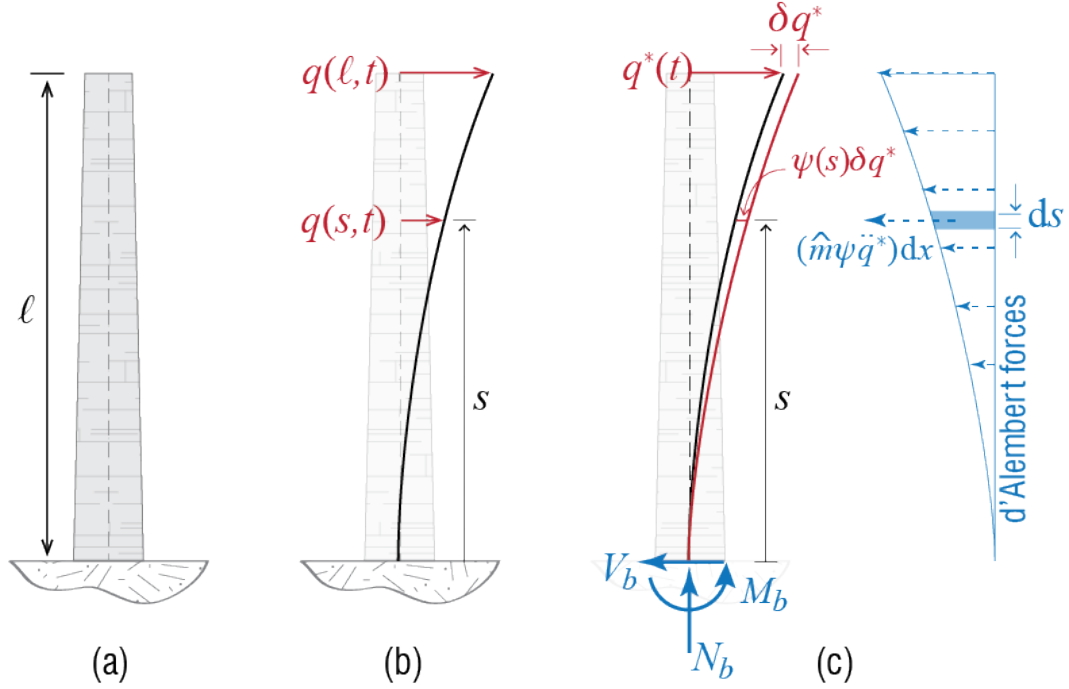 ℓ
(a)
q(ℓ,t)
q(s,t)
s
(b)
δq*
q*(t)
ψ(s)δq*
s
V_b
M_b
N_b
(c)
ds
(m̂ψq̈*)dx
d'Alembert forces